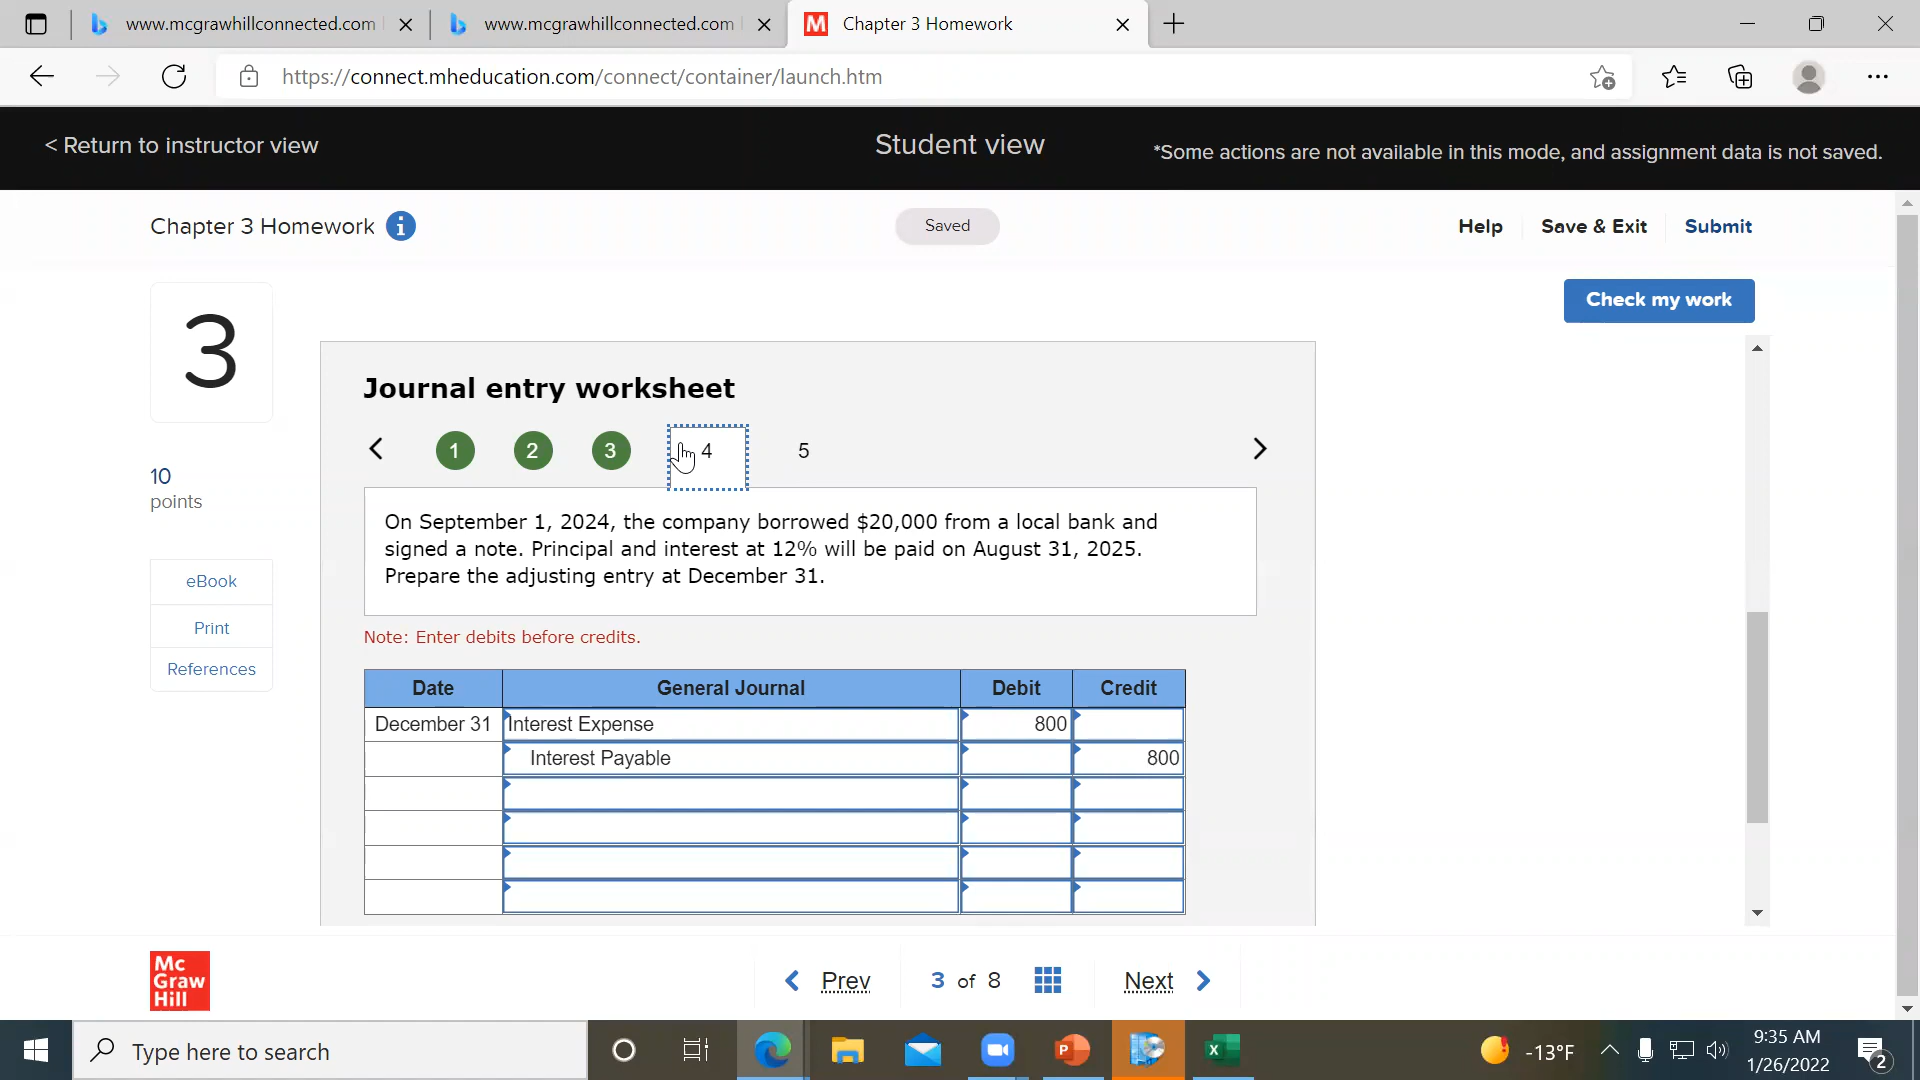 www.mcgrawhillconnected.com
www.mcgrawhillconnected.com
M Chapter 3 Homework
https://connect.mheducation.com/connect/container/launch.htm
< Return to instructor view
Student view
*Some actions are not available in this mode, and assignment data is not saved.
Chapter 3 Homework i
Saved
Help
Save & Exit
Submit
3
Check my work
10
points
eBook
Print
References
Journal entry worksheet
1 2 3 4 5
On September 1, 2024, the company borrowed $20,000 from a local bank and
signed a note. Principal and interest at 12% will be paid on August 31, 2025.
Prepare the adjusting entry at December 31.
Note: Enter debits before credits.
Date General Journal Debit Credit
December 31 Interest Expense 800
Interest Payable 800
Mc
Graw
Hill
Prev 3 of 8 Next
Type here to search
-13°F
9:35 AM
1/26/2022
2